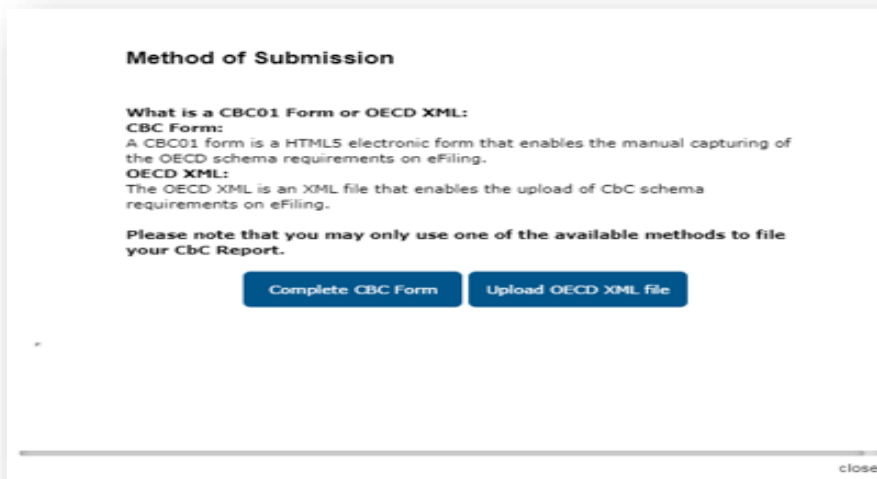 Method of Submission
What is a CBC01 Form or OECD XML:
CBC Form:
A CBC01 form is a HTML5 electronic form that enables the manual capturing of
the OECD schema requirements on eFiling.
OECD XML:
The OECD XML is an XML file that enables the upload of CbC schema
requirements on eFiling.
Please note that you may only use one of the available methods to file
your CbC Report.
Complete CBC Form
Upload OECD XML file
close